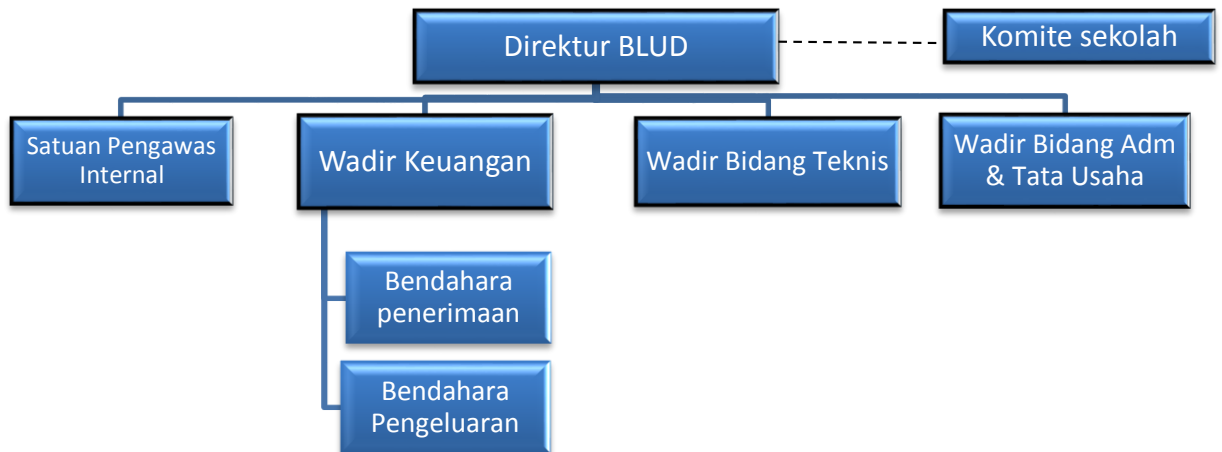 Direktur BLUD
Komite sekolah
Satuan Pengawas
Internal
Wadir Keuangan
Wadir Bidang Teknis
Wadir Bidang Adm
& Tata Usaha
Bendahara
penerimaan
Bendahara
Pengeluaran